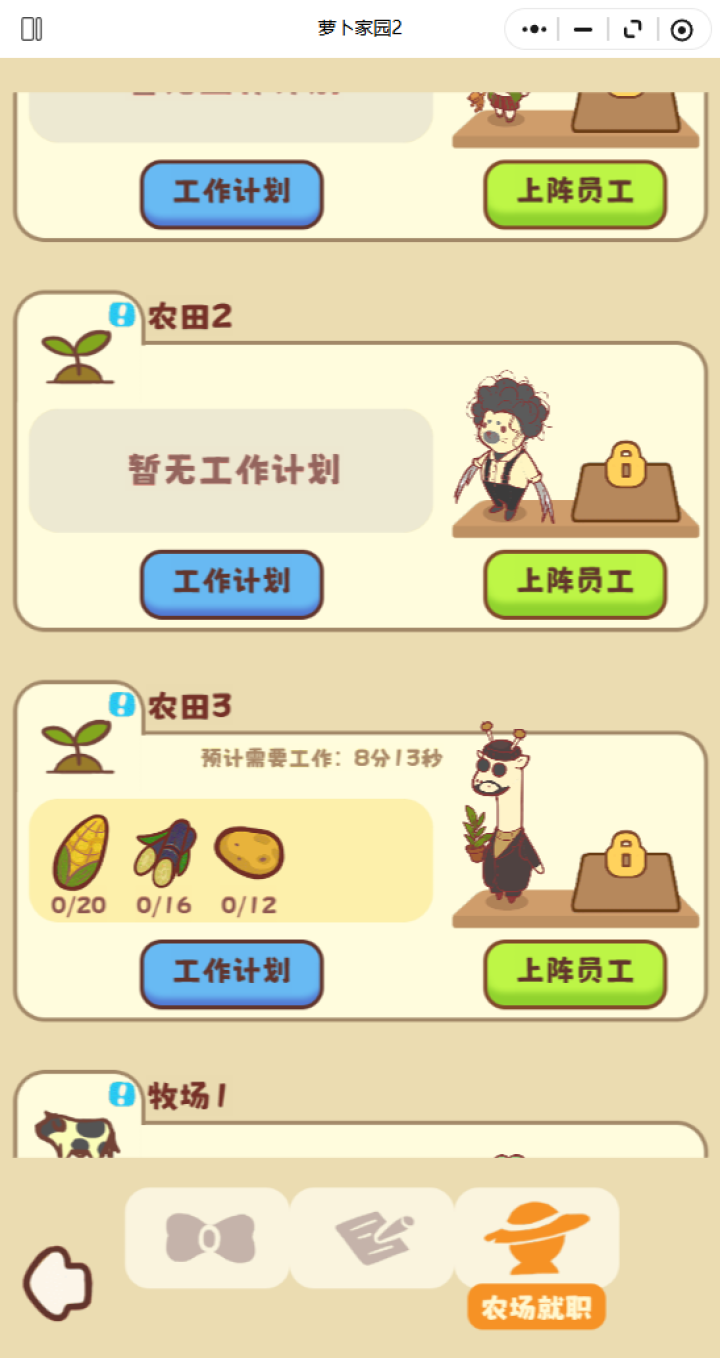 萝卜家园2
工作计划
上阵员工
农田2
暂无工作计划
工作计划
上阵员工
农田3
预计需要工作：8分13秒
0/20 0/16 0/12
工作计划
上阵员工
牧场1
农场就职